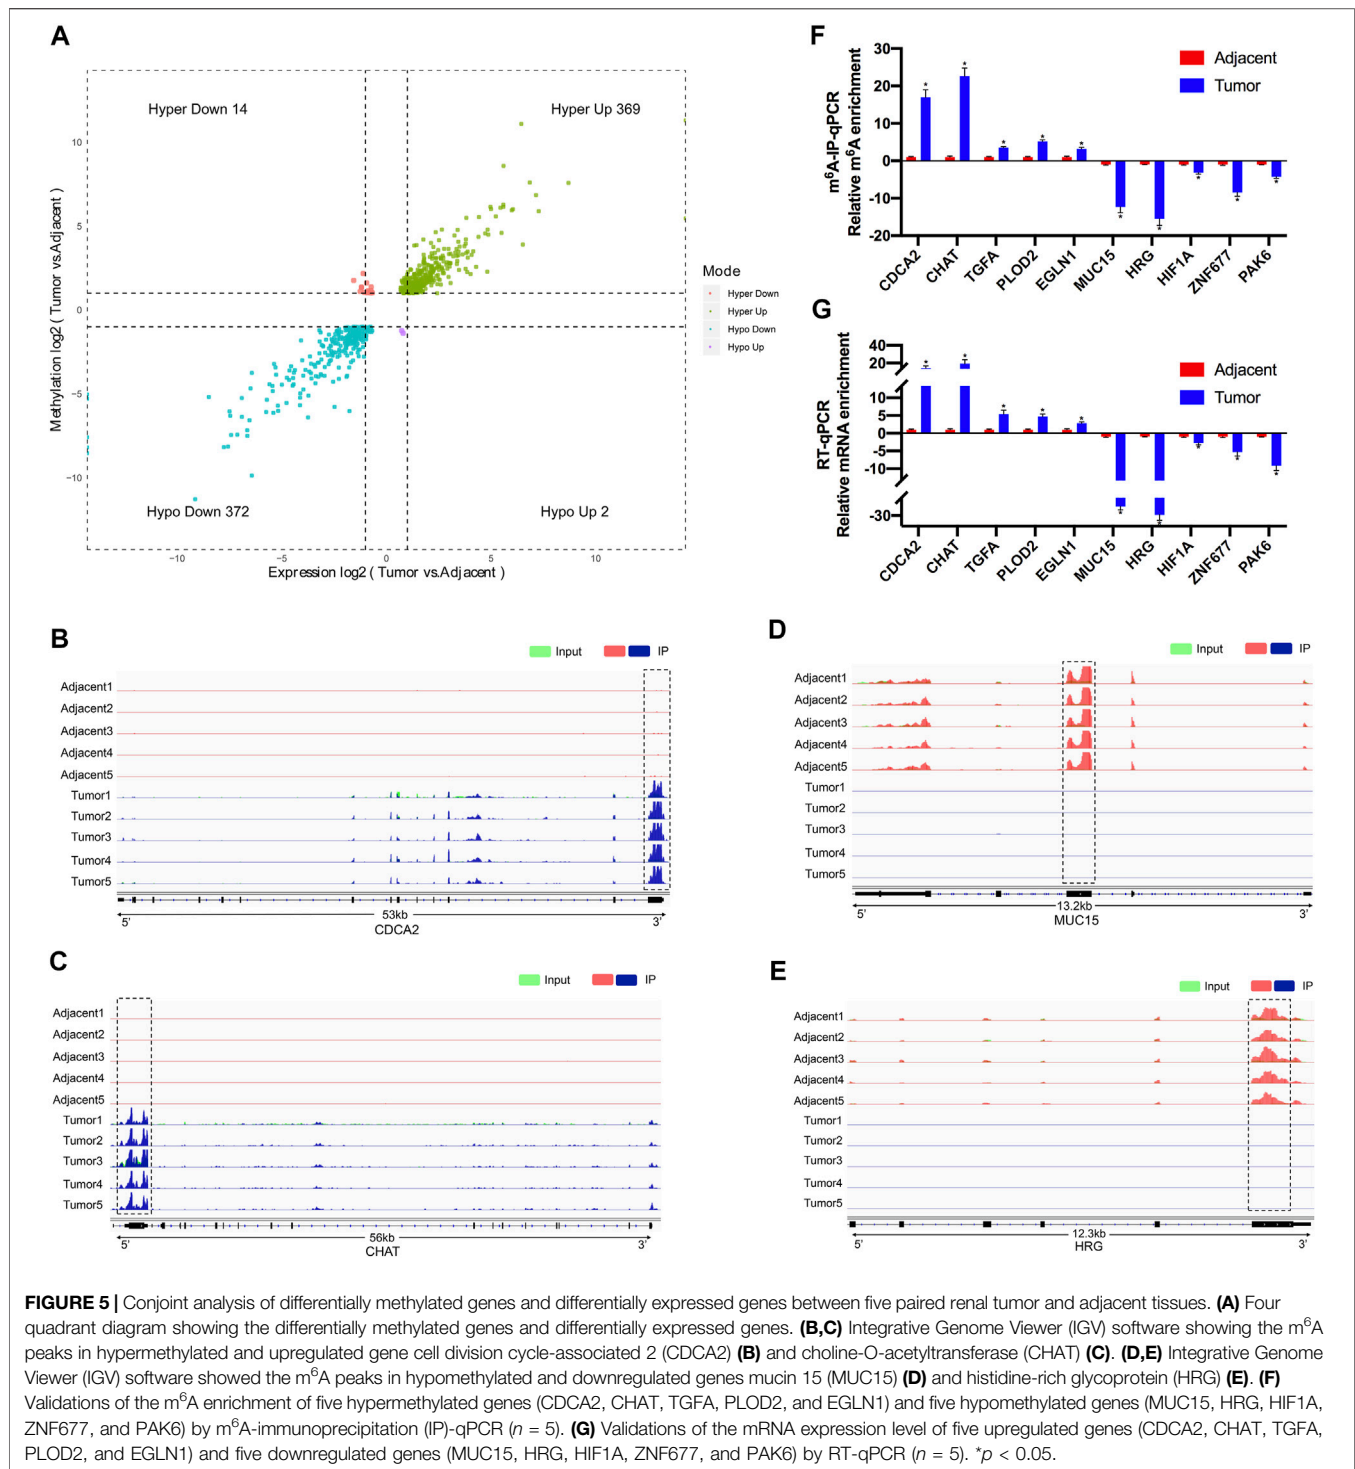 A
Hyper Down 14
Hyper Up 369
Hypo Down 372
Hypo Up 2
10
5
0
−5
−10
Methylation log2 ( Tumor vs.Adjacent )
−10
−5
0
5
10
Expression log2 ( Tumor vs.Adjacent )
Mode
Hyper Down
Hyper Up
Hypo Down
Hypo Up
F
m⁶A-IP-qPCR
Relative m⁶A enrichment
30
20
10
0
-10
-20
Adjacent
Tumor
* * * * * * * * * *
CDCA2
CHAT
TGFA
PLOD2
EGLN1
MUC15
HRG
HIF1A
ZNF677
PAK6
G
RT-qPCR
Relative mRNA enrichment
40
20
10
5
0
-5
-10
-30
Adjacent
Tumor
* * * * * * * * * *
CDCA2
CHAT
TGFA
PLOD2
EGLN1
MUC15
HRG
HIF1A
ZNF677
PAK6
B
Input IP
Adjacent1
Adjacent2
Adjacent3
Adjacent4
Adjacent5
Tumor1
Tumor2
Tumor3
Tumor4
Tumor5
5' 53kb 3'
CDCA2
D
Input IP
Adjacent1
Adjacent2
Adjacent3
Adjacent4
Adjacent5
Tumor1
Tumor2
Tumor3
Tumor4
Tumor5
5' 13.2kb 3'
MUC15
C
Input IP
Adjacent1
Adjacent2
Adjacent3
Adjacent4
Adjacent5
Tumor1
Tumor2
Tumor3
Tumor4
Tumor5
5' 56kb 3'
CHAT
E
Input IP
Adjacent1
Adjacent2
Adjacent3
Adjacent4
Adjacent5
Tumor1
Tumor2
Tumor3
Tumor4
Tumor5
5' 12.3kb 3'
HRG
FIGURE 5 | Conjoint analysis of differentially methylated genes and differentially expressed genes between five paired renal tumor and adjacent tissues. (A) Four
quadrant diagram showing the differentially methylated genes and differentially expressed genes. (B,C) Integrative Genome Viewer (IGV) software showing the m⁶A
peaks in hypermethylated and upregulated gene cell division cycle-associated 2 (CDCA2) (B) and choline-O-acetyltransferase (CHAT) (C). (D,E) Integrative Genome
Viewer (IGV) software showed the m⁶A peaks in hypomethylated and downregulated genes mucin 15 (MUC15) (D) and histidine-rich glycoprotein (HRG) (E). (F)
Validations of the m⁶A enrichment of five hypermethylated genes (CDCA2, CHAT, TGFA, PLOD2, and EGLN1) and five hypomethylated genes (MUC15, HRG, HIF1A,
ZNF677, and PAK6) by m⁶A-immunoprecipitation (IP)-qPCR (n = 5). (G) Validations of the mRNA expression level of five upregulated genes (CDCA2, CHAT, TGFA,
PLOD2, and EGLN1) and five downregulated genes (MUC15, HRG, HIF1A, ZNF677, and PAK6) by RT-qPCR (n = 5). *p < 0.05.